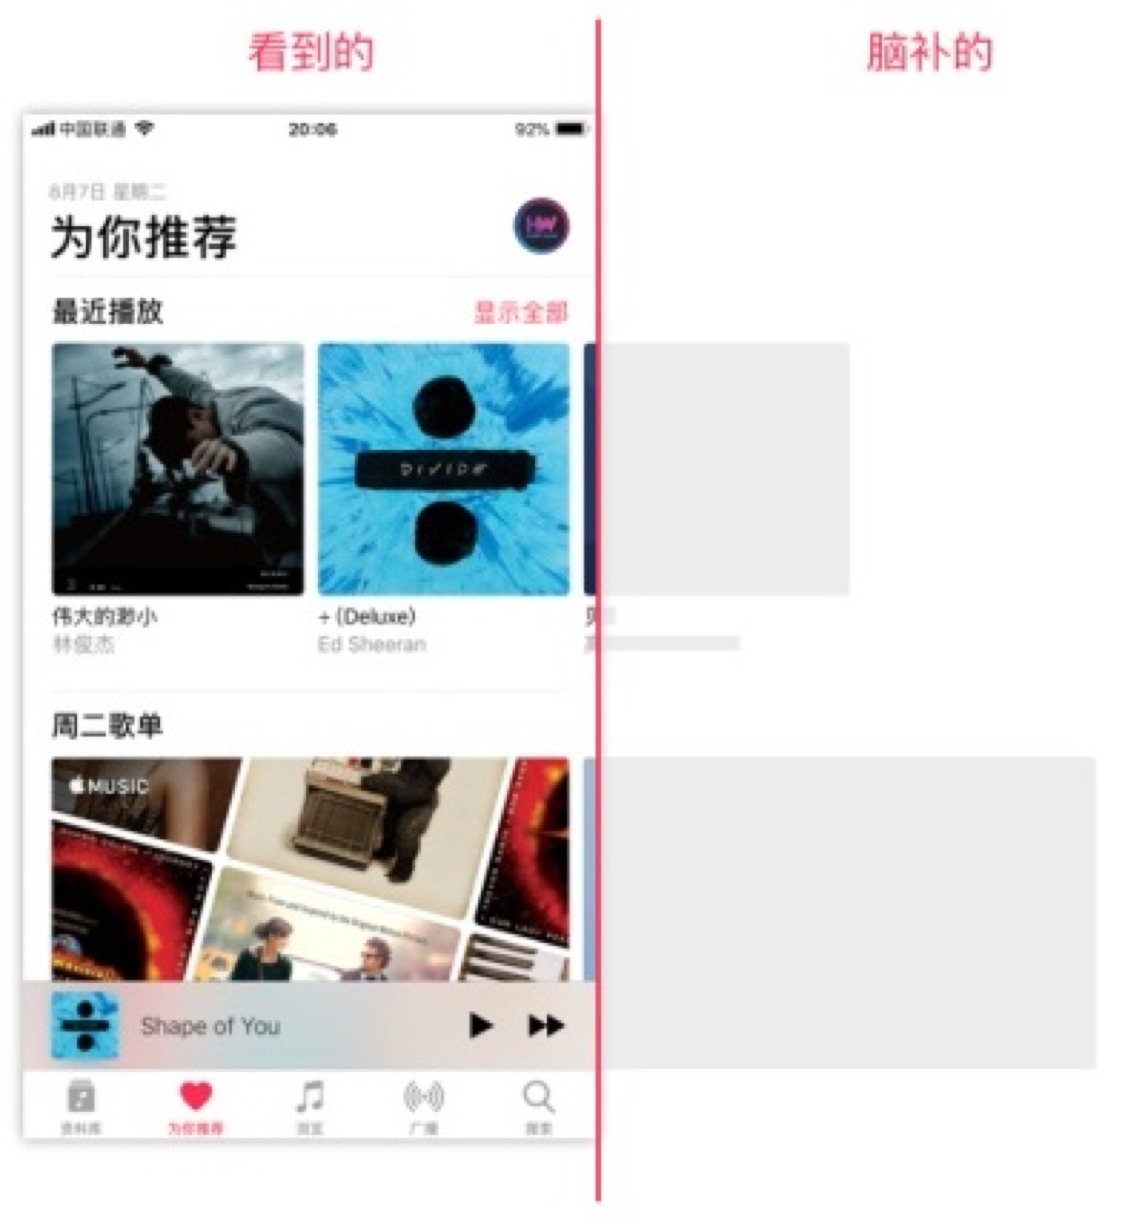 看到的
脑补的
中国联通
20:06
92%
8月7日 星期二
为你推荐
HW
最近播放
显示全部
DIVIDE
伟大的渺小
林俊杰
+ (Deluxe)
Ed Sheeran
周二歌单
MUSIC
Shape of You
资料库
为你推荐
浏览
广播
搜索